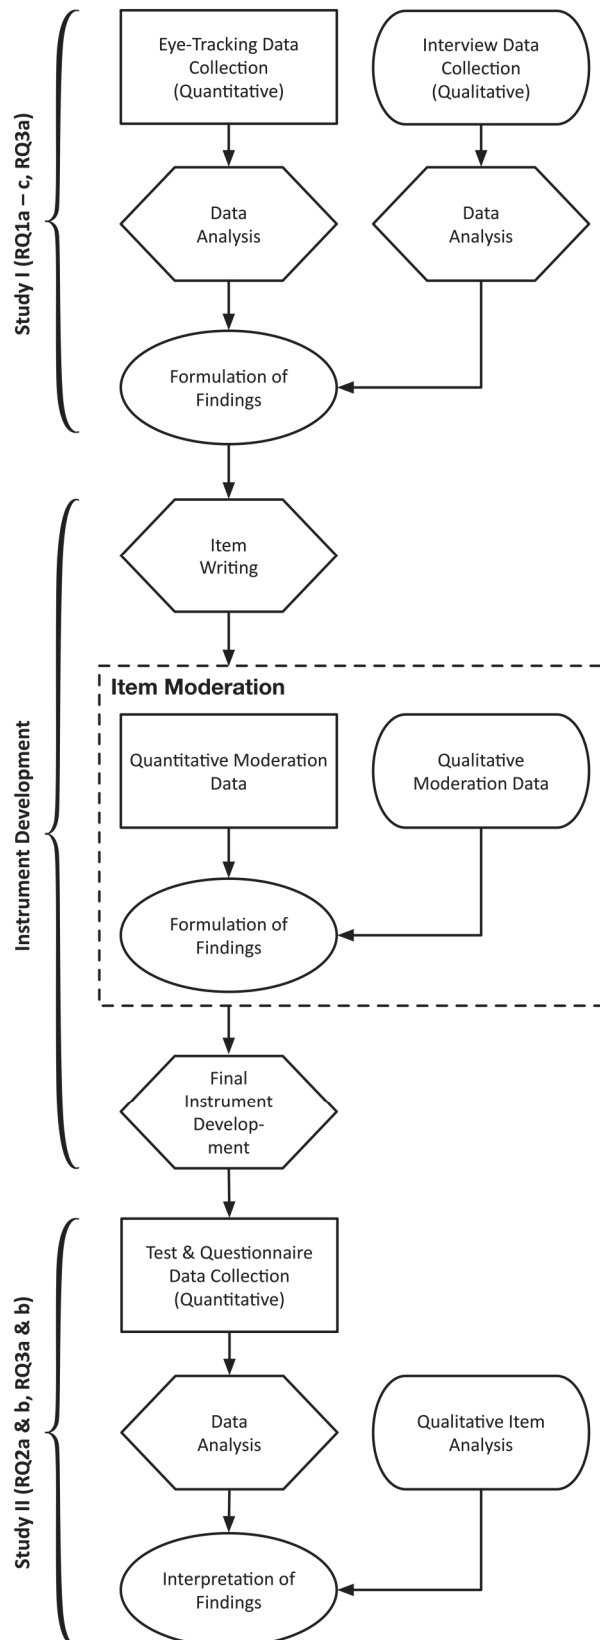 Study I (RQ1a – c, RQ3a)
Eye-Tracking Data
Collection
(Quantitative)
Interview Data
Collection
(Qualitative)
Data
Analysis
Data
Analysis
Formulation of
Findings
Instrument Development
Item
Writing
Item Moderation
Quantitative Moderation
Data
Qualitative
Moderation Data
Formulation of
Findings
Final
Instrument
Develop-
ment
Study II (RQ2a & b, RQ3a & b)
Test & Questionnaire
Data Collection
(Quantitative)
Data
Analysis
Qualitative Item
Analysis
Interpretation of
Findings